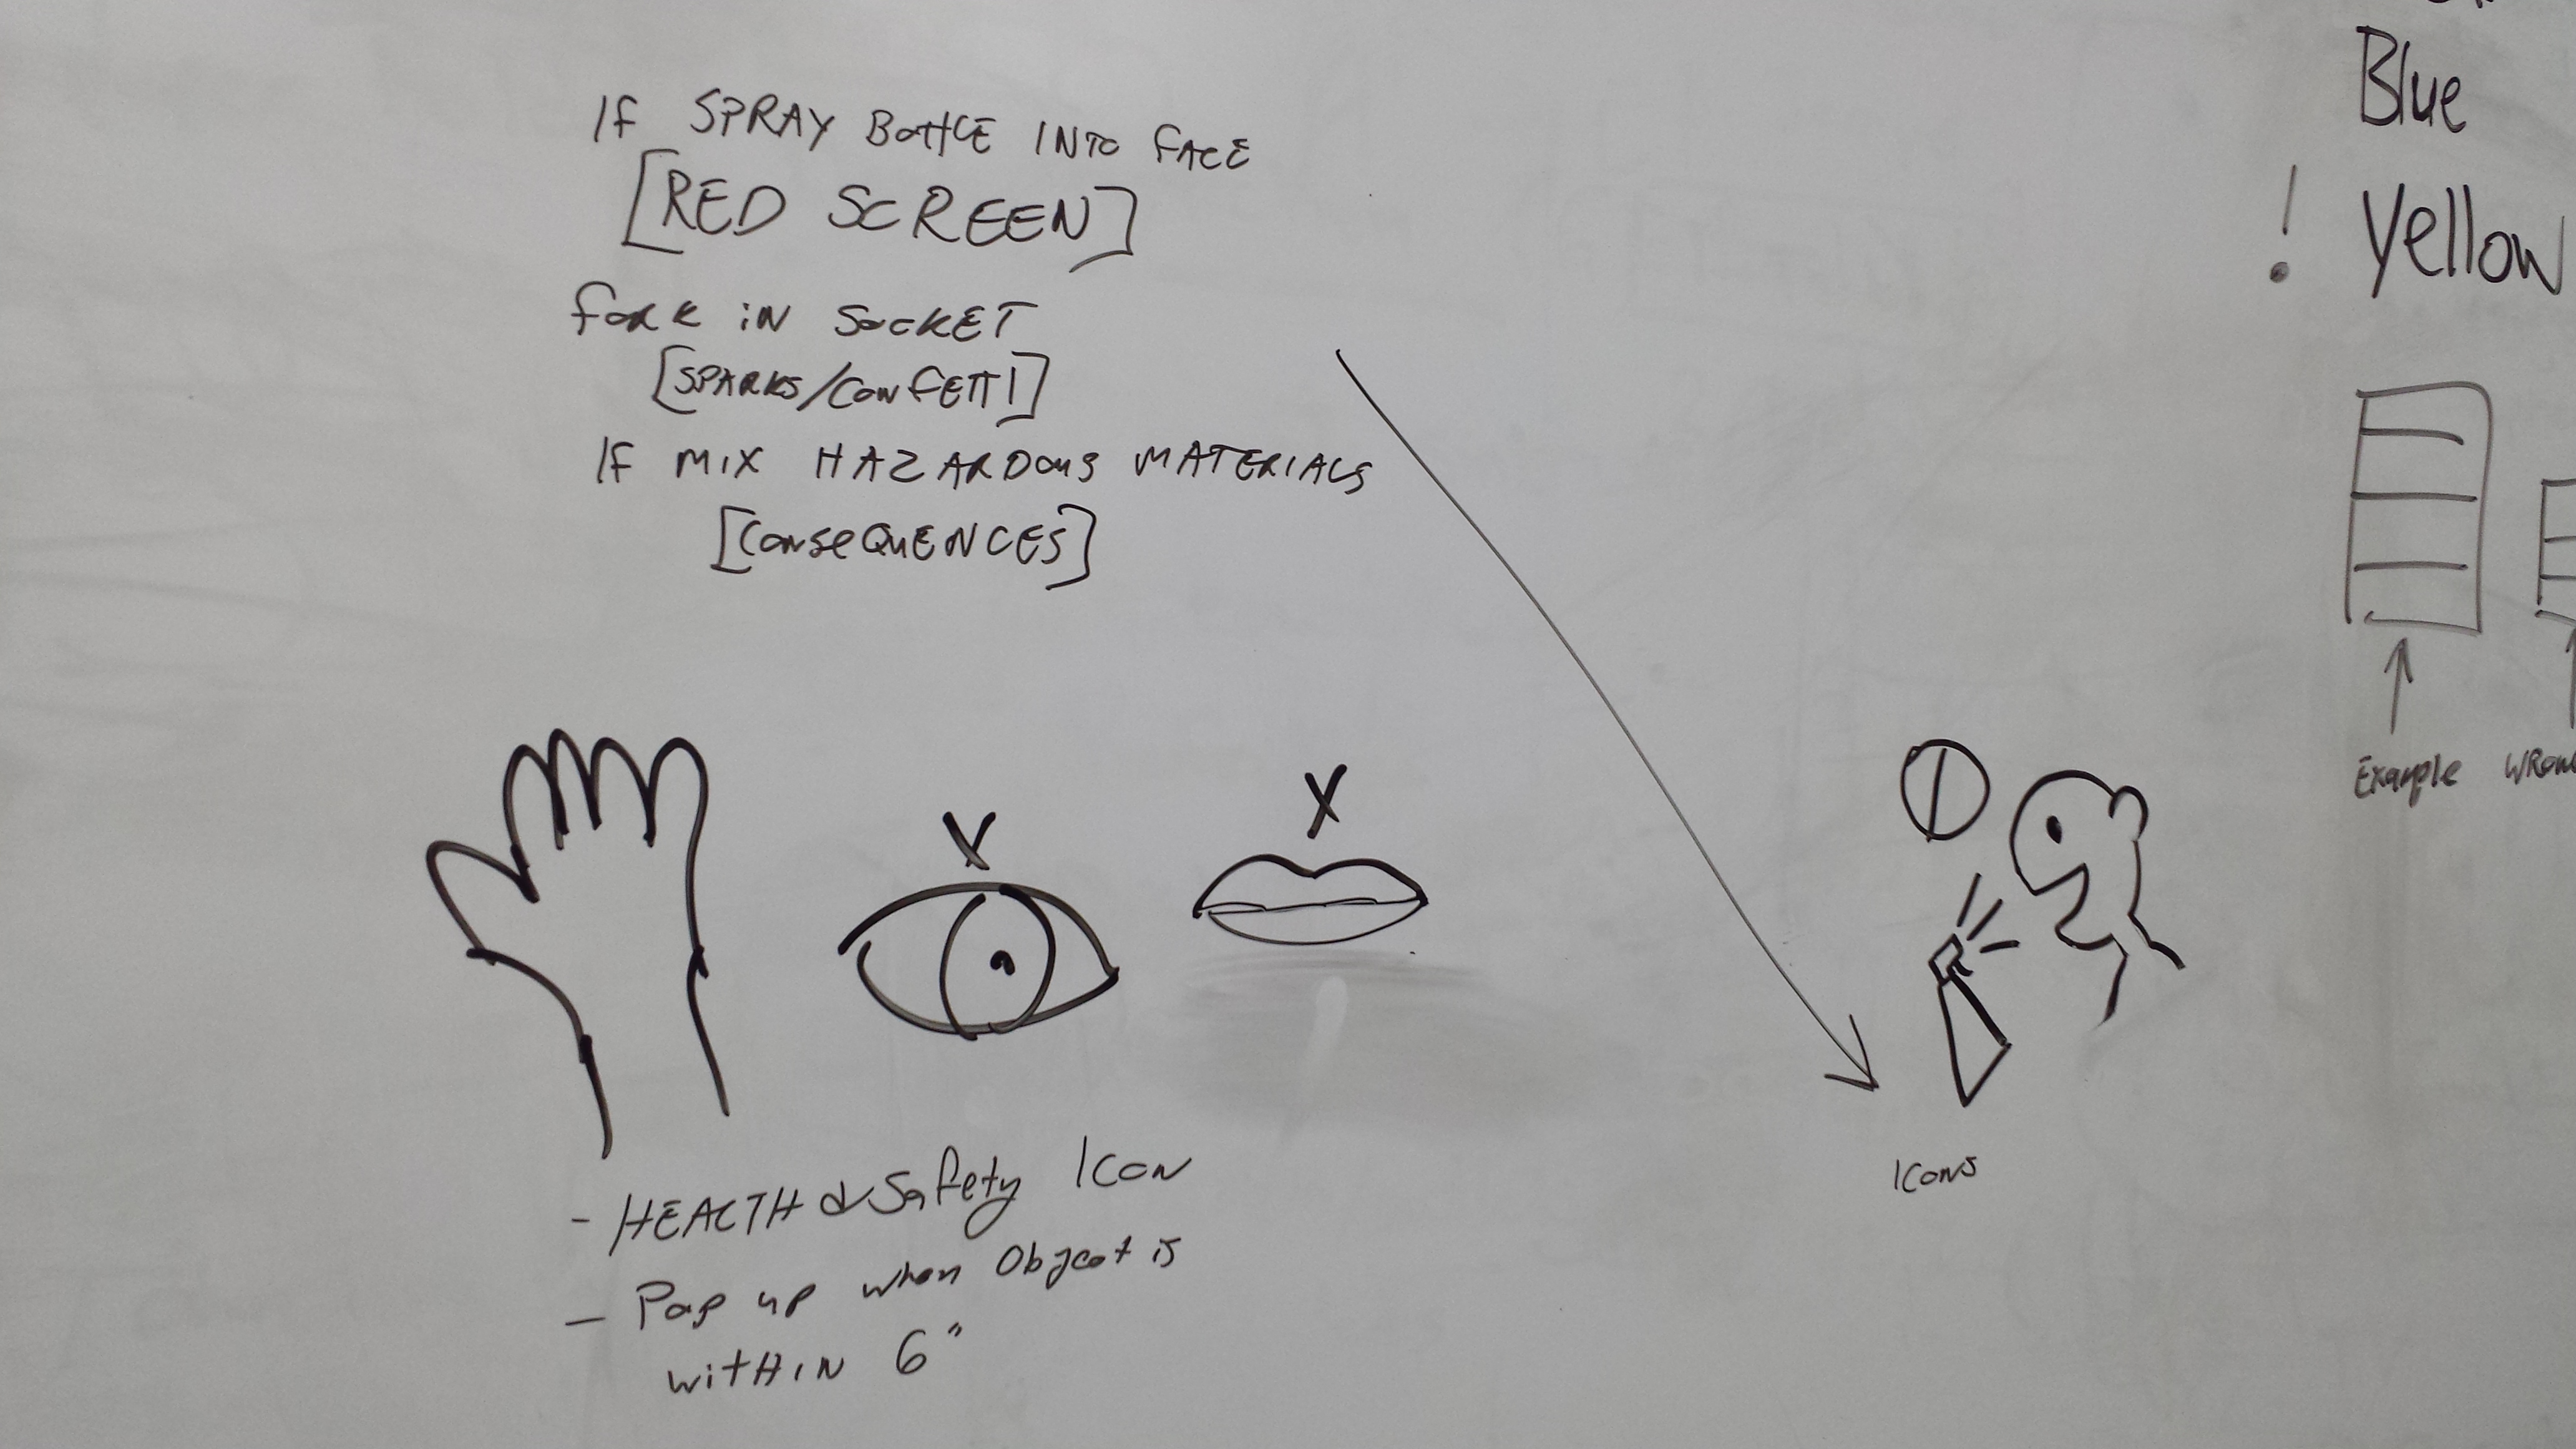 If SPRAY BOTTLE INTO FACE
[RED SCREEN]
fork iN SocKET
[SPARKS/CONFETTI]
If MIX HAZARDOUS MATERIALS
[CONSEQUENCES]
X
X
- HEALTH & Safety ICON
- Pop up when Object is
within 6"
ICONS
Blue
! Yellow
Example